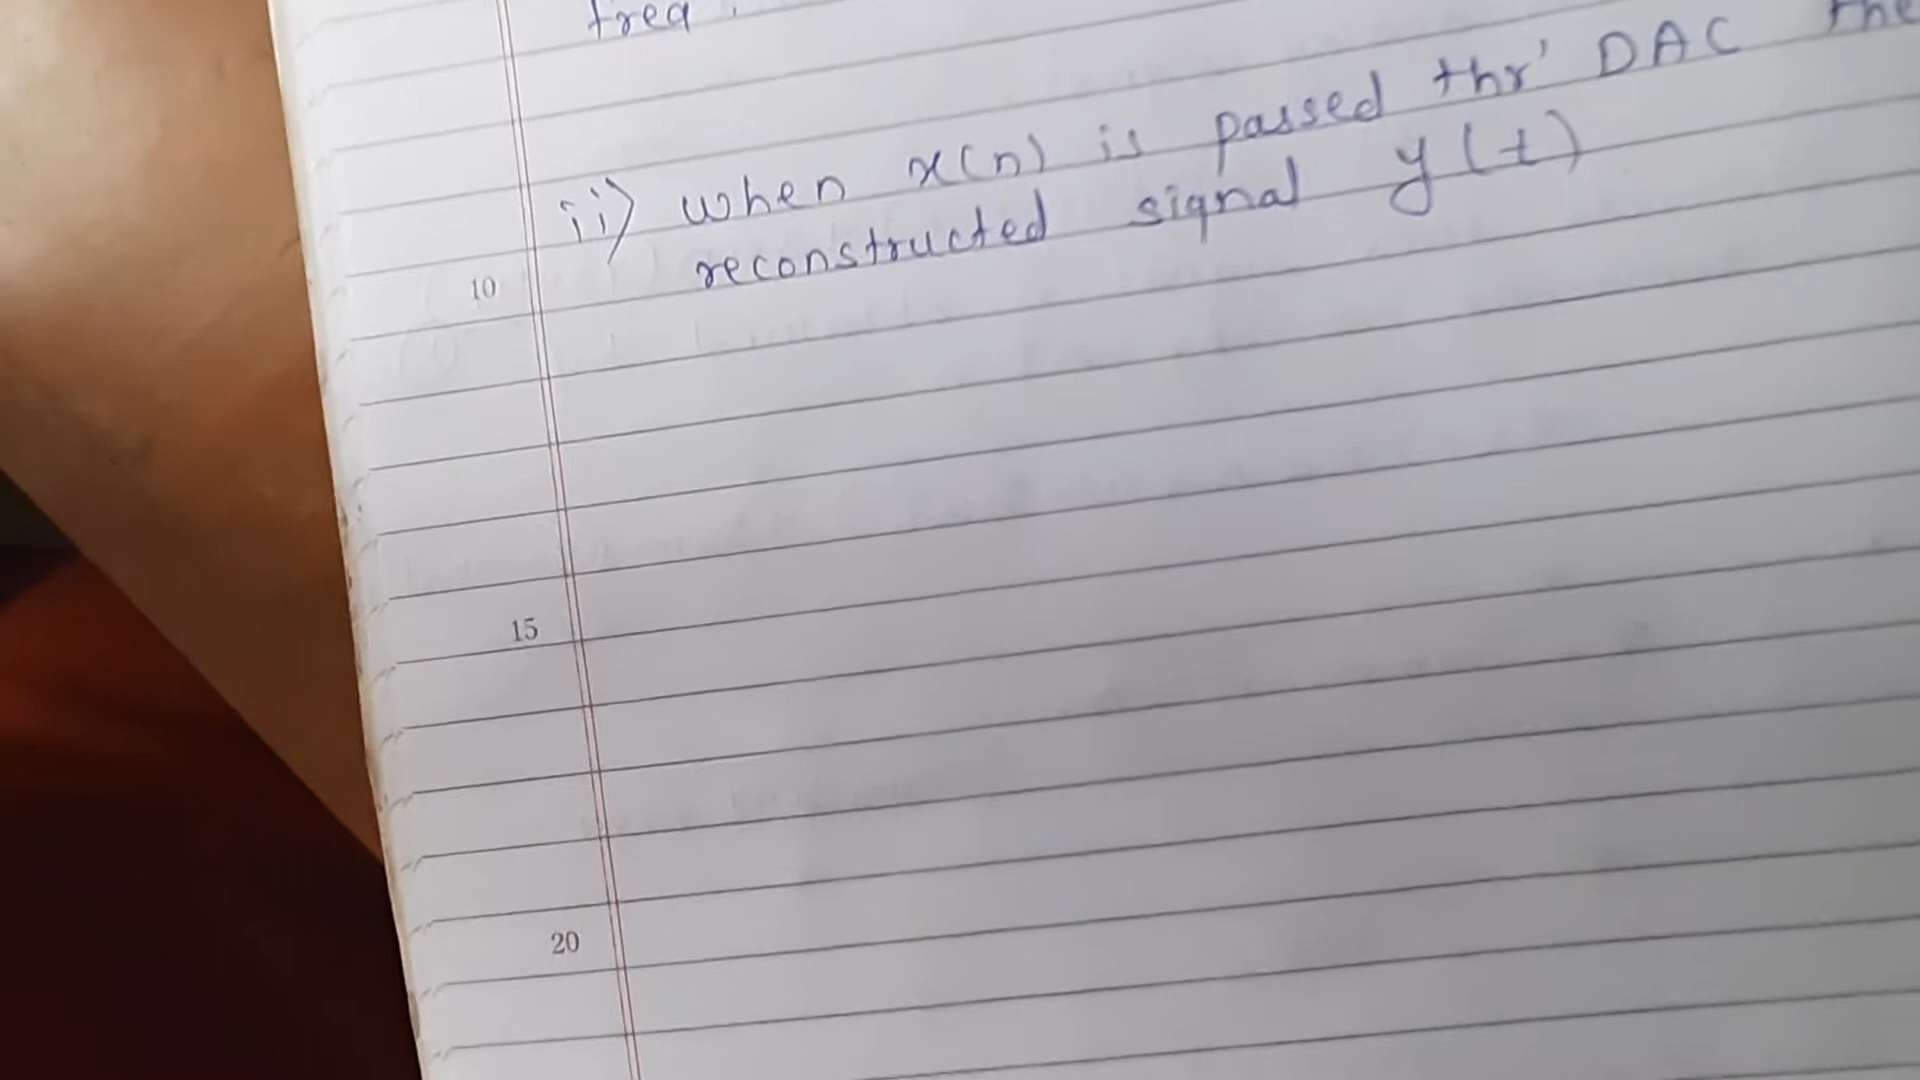 freq.
ii) when x(n) is passed thr' DAC the
reconstructed signal y(t)
10
15
20